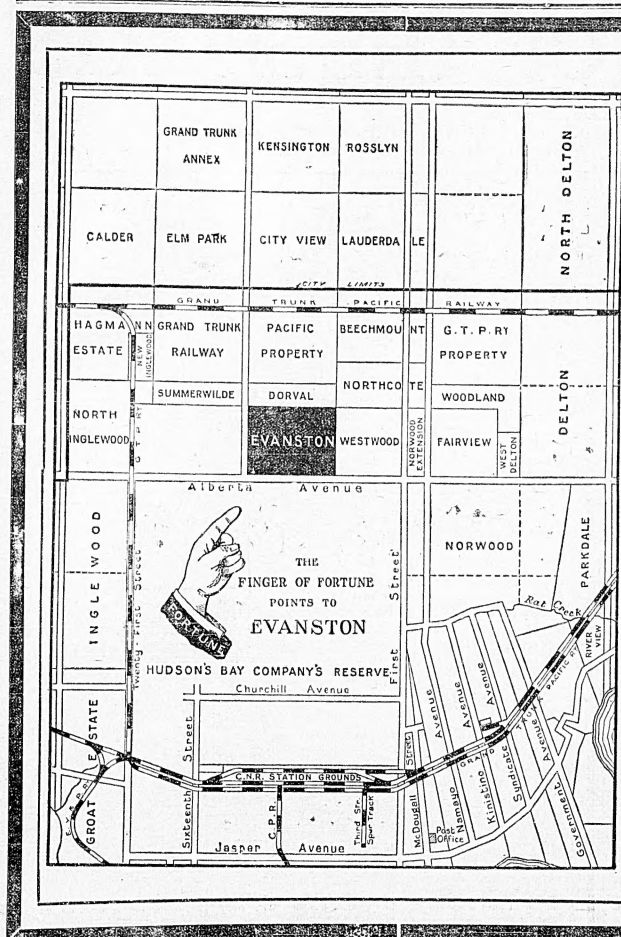 GRAND TRUNK
ANNEX
KENSINGTON
ROSSLYN
NORTH DELTON
CALDER
ELM PARK
CITY VIEW
LAUDERDALE
CITY LIMITS
GRAND TRUNK PACIFIC RAILWAY
HAGMANN
ESTATE
NEW
INGLEWOOD
GRAND TRUNK
RAILWAY
PACIFIC
PROPERTY
BEECHMOUNT
G. T. P. RY
PROPERTY
SUMMERWILDE
DORVAL
NORTHCOTE
WOODLAND
DELTON
NORTH
INGLEWOOD
G T P RY
EVANSTON
WESTWOOD
NORWOOD
EXTENSION
FAIRVIEW
WEST
DELTON
Alberta Avenue
INGLEWOOD
Twenty-First Street
THE
FINGER OF FORTUNE
POINTS TO
EVANSTON
FORTUNE
First Street
NORWOOD
PARKDALE
Rat Creek
RIVER
VIEW
HUDSON'S BAY COMPANY'S RESERVE
Churchill Avenue
GROAT ESTATE
Sixteenth Street
C.N.R. STATION GROUNDS
C. P. R.
Third Str.
Spur Track
Jasper Avenue
McDougall Street
Namayo Avenue
Kinistino Avenue
Syndicate Avenue
Government
GRAND TRUNK PACIFIC RY
Post
Office